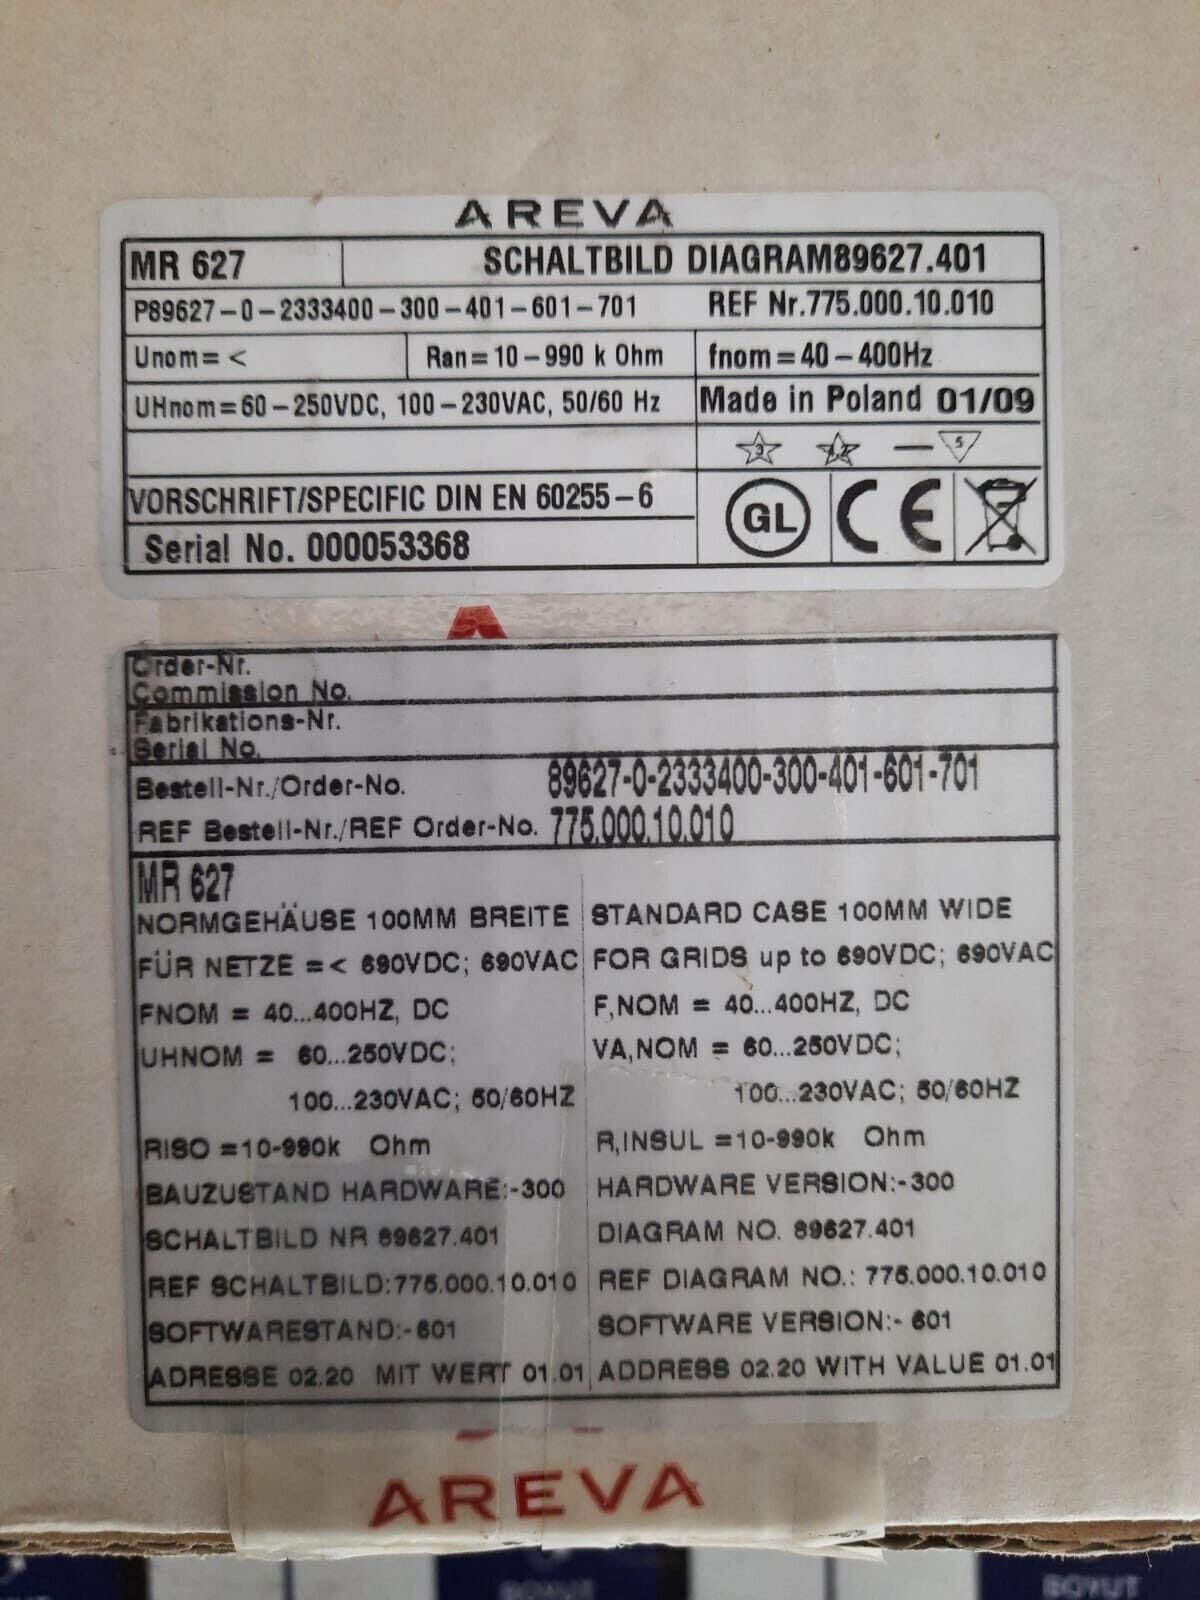 AREVA
MR 627 SCHALTBILD DIAGRAM89627.401
P89627-0-2333400-300-401-601-701 REF Nr.775.000.10.010
Unom=< Ran=10-990 k Ohm fnom=40-400Hz
UHnom=60-250VDC, 100-230VAC, 50/60 Hz Made in Poland 01/09
3 4,2 — 5
VORSCHRIFT/SPECIFIC DIN EN 60255-6
GL CE
Serial No. 000053368
Order-Nr.
Commission No.
Fabrikations-Nr.
Serial No.
Bestell-Nr./Order-No. 89627-0-2333400-300-401-601-701
REF Bestell-Nr./REF Order-No. 775.000.10.010
MR 627
NORMGEHÄUSE 100MM BREITE STANDARD CASE 100MM WIDE
FÜR NETZE =< 690VDC; 690VAC FOR GRIDS up to 690VDC; 690VAC
FNOM = 40...400HZ, DC F,NOM = 40...400HZ, DC
UHNOM = 60...250VDC; VA,NOM = 60...250VDC;
100...230VAC; 50/60HZ 100...230VAC; 50/60HZ
RISO =10-990k Ohm R,INSUL =10-990k Ohm
BAUZUSTAND HARDWARE:-300 HARDWARE VERSION:-300
SCHALTBILD NR 89627.401 DIAGRAM NO. 89627.401
REF SCHALTBILD:775.000.10.010 REF DIAGRAM NO.: 775.000.10.010
SOFTWARESTAND:-601 SOFTWARE VERSION:- 601
ADRESSE 02.20 MIT WERT 01.01 ADDRESS 02.20 WITH VALUE 01.01
AREVA
BOYUT